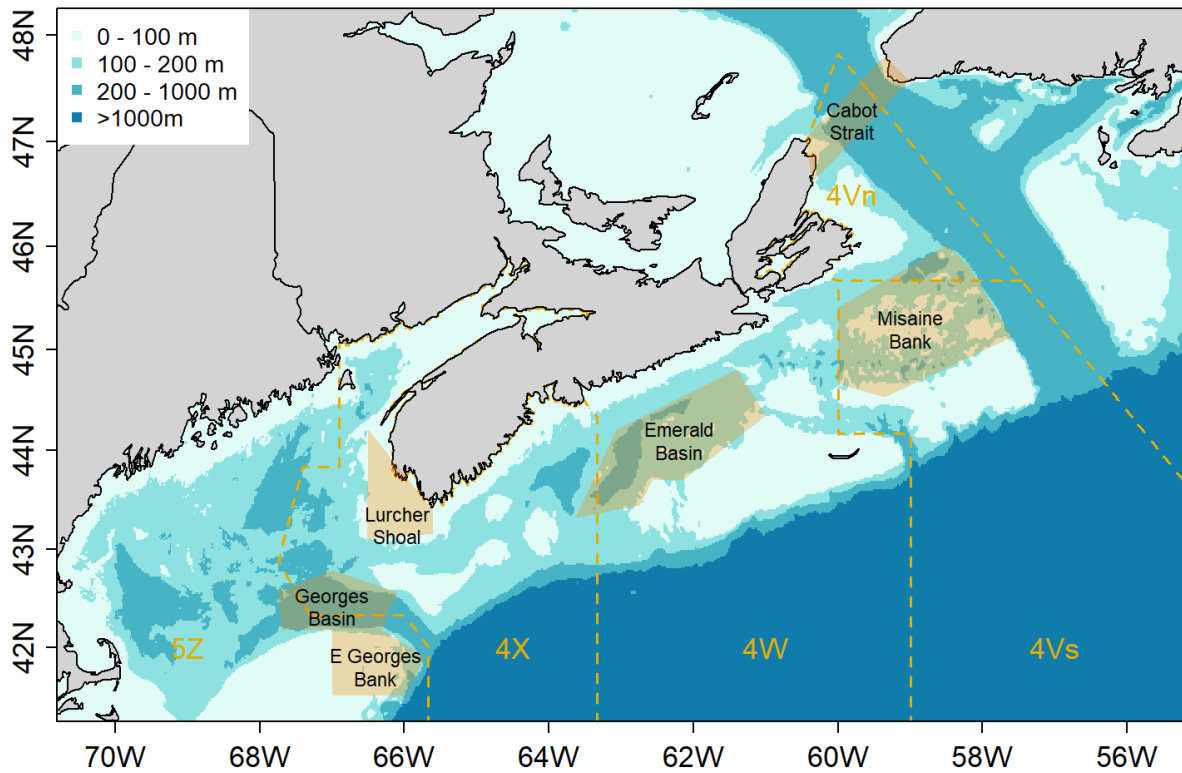 48N
0 - 100 m
100 - 200 m
200 - 1000 m
>1000m
47N
46N
45N
44N
43N
42N
Cabot
Strait
4Vn
Misaine
Bank
Emerald
Basin
Lurcher
Shoal
Georges
Basin
E Georges
Bank
5Z
4X
4W
4Vs
70W
68W
66W
64W
62W
60W
58W
56W